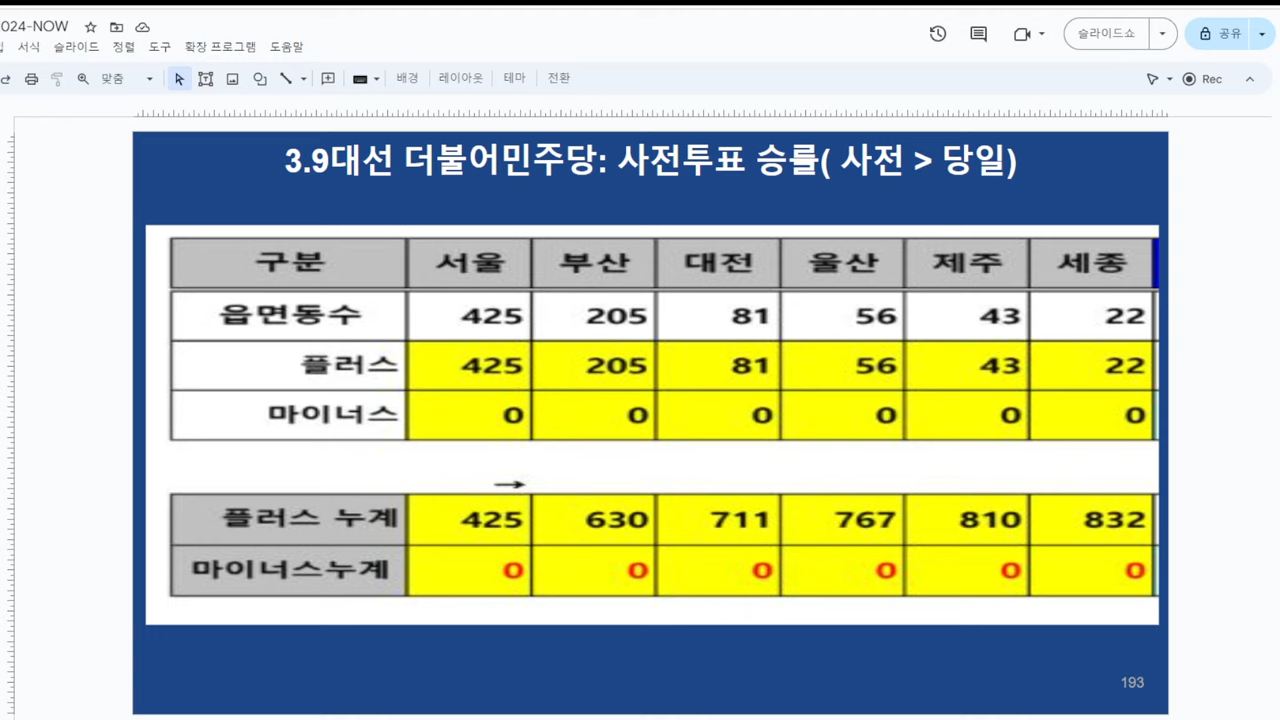 024-NOW
서식 슬라이드 정렬 도구 확장 프로그램 도움말
슬라이드쇼
공유
맞춤
배경 레이아웃 테마 전환
Rec
3.9대선 더불어민주당: 사전투표 승률( 사전 > 당일)
구분 서울 부산 대전 울산 제주 세종
읍면동수 425 205 81 56 43 22
플러스 425 205 81 56 43 22
마이너스 0 0 0 0 0 0
→
플러스 누계 425 630 711 767 810 832
마이너스누계 0 0 0 0 0 0
193